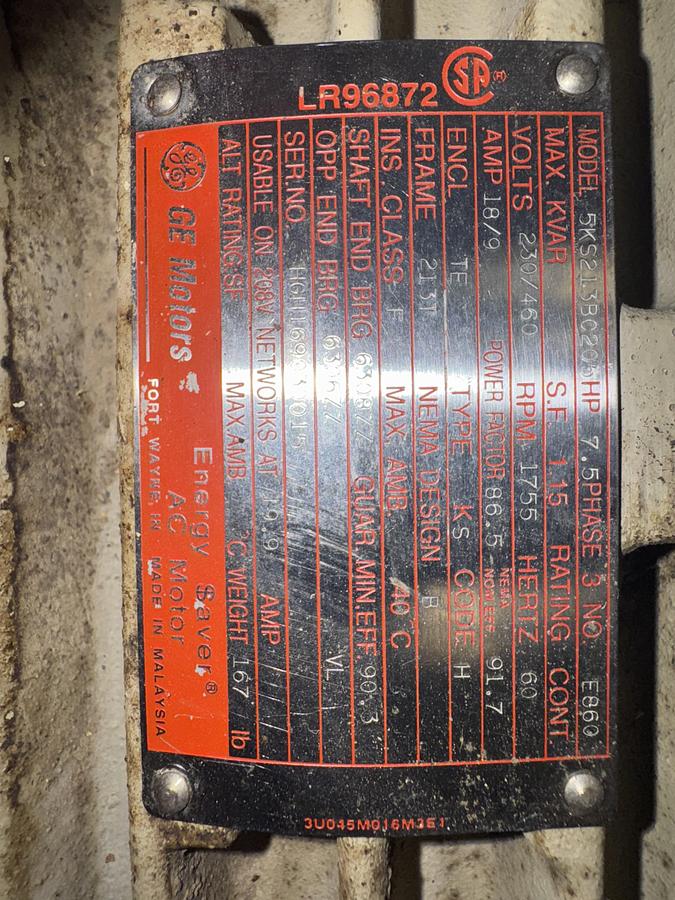 LR96872 SA ®
MODEL 5KS213BC205 HP 7.5 PHASE 3 NO E860
MAX. KVAR S.F. 1.15 RATING CONT.
VOLTS 230/460 RPM 1755 HERTZ 60
AMP 18/9 POWER FACTOR 86.5 NEMA NOM EFF 91.7
ENCL TE TYPE KS CODE H
FRAME 213T NEMA DESIGN B
INS. CLASS F MAX. AMB 40 °C
SHAFT END BRG GUAR.MIN.EFF. 90.3
OPP END BRG VL
SER.NO.
USABLE ON 208V NETWORKS AT 19.9 AMP
ALT RATING:SF MAX.AMB °C WEIGHT 167 lb
GE GE Motors Energy Saver® AC Motor
FORT WAYNE, IN MADE IN MALAYSIA